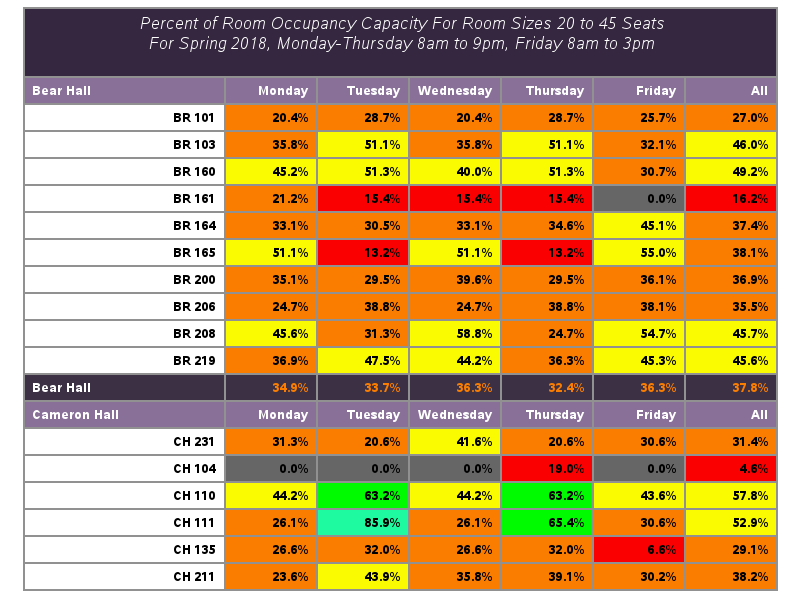 Percent of Room Occupancy Capacity For Room Sizes 20 to 45 Seats
For Spring 2018, Monday-Thursday 8am to 9pm, Friday 8am to 3pm
Bear Hall Monday Tuesday Wednesday Thursday Friday All
BR 101 20.4% 28.7% 20.4% 28.7% 25.7% 27.0%
BR 103 35.8% 51.1% 35.8% 51.1% 32.1% 46.0%
BR 160 45.2% 51.3% 40.0% 51.3% 30.7% 49.2%
BR 161 21.2% 15.4% 15.4% 15.4% 0.0% 16.2%
BR 164 33.1% 30.5% 33.1% 34.6% 45.1% 37.4%
BR 165 51.1% 13.2% 51.1% 13.2% 55.0% 38.1%
BR 200 35.1% 29.5% 39.6% 29.5% 36.1% 36.9%
BR 206 24.7% 38.8% 24.7% 38.8% 38.1% 35.5%
BR 208 45.6% 31.3% 58.8% 24.7% 54.7% 45.7%
BR 219 36.9% 47.5% 44.2% 36.3% 45.3% 45.6%
Bear Hall 34.9% 33.7% 36.3% 32.4% 36.3% 37.8%
Cameron Hall Monday Tuesday Wednesday Thursday Friday All
CH 231 31.3% 20.6% 41.6% 20.6% 30.6% 31.4%
CH 104 0.0% 0.0% 0.0% 19.0% 0.0% 4.6%
CH 110 44.2% 63.2% 44.2% 63.2% 43.6% 57.8%
CH 111 26.1% 85.9% 26.1% 65.4% 30.6% 52.9%
CH 135 26.6% 32.0% 26.6% 32.0% 6.6% 29.1%
CH 211 23.6% 43.9% 35.8% 39.1% 30.2% 38.2%